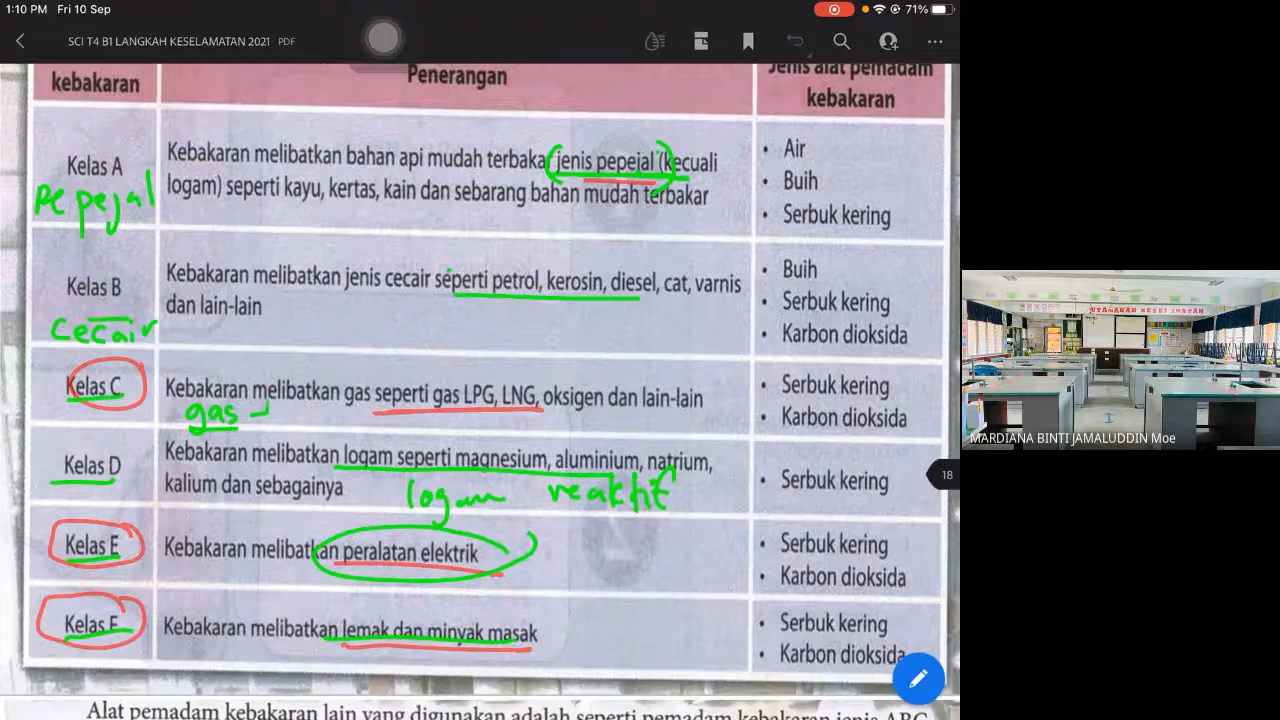 1:10 PM Fri 10 Sep
71%
SCI T4 B1 LANGKAH KESELAMATAN 2021 PDF
kebakaran
Penerangan
Jenis alat pemadam
kebakaran
Kelas A
Pepejal
Kebakaran melibatkan bahan api mudah terbakar jenis pepejal (kecuali
logam) seperti kayu, kertas, kain dan sebarang bahan mudah terbakar
• Air
• Buih
• Serbuk kering
Kelas B
Cecair
Kebakaran melibatkan jenis cecair seperti petrol, kerosin, diesel, cat, varnis
dan lain-lain
• Buih
• Serbuk kering
• Karbon dioksida
Kelas C
Kebakaran melibatkan gas seperti gas LPG, LNG, oksigen dan lain-lain
gas
• Serbuk kering
• Karbon dioksida
Kelas D
Kebakaran melibatkan logam seperti magnesium, aluminium, natrium,
kalium dan sebagainya
logam reaktif
• Serbuk kering
18
Kelas E
Kebakaran melibatkan peralatan elektrik
• Serbuk kering
• Karbon dioksida
Kelas F
Kebakaran melibatkan lemak dan minyak masak
• Serbuk kering
• Karbon dioksida
Alat pemadam kebakaran lain yang digunakan adalah seperti pemadam kebakaran jenis ABC
UTAMAKAN KESELAMATAN
MARDIANA BINTI JAMALUDDIN Moe